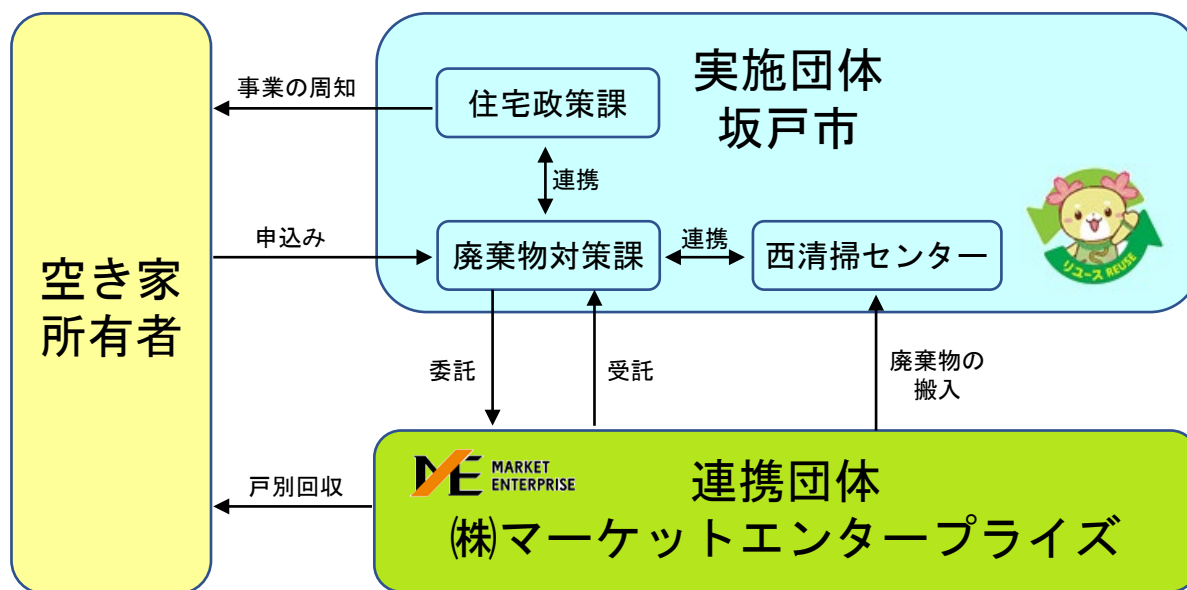 実施団体
坂戸市
事業の周知
住宅政策課
連携
申込み
廃棄物対策課
連携
西清掃センター
リユース REUSE
空き家
所有者
委託
受託
廃棄物の
搬入
戸別回収
ME MARKET
ENTERPRISE
連携団体
㈱マーケットエンタープライズ